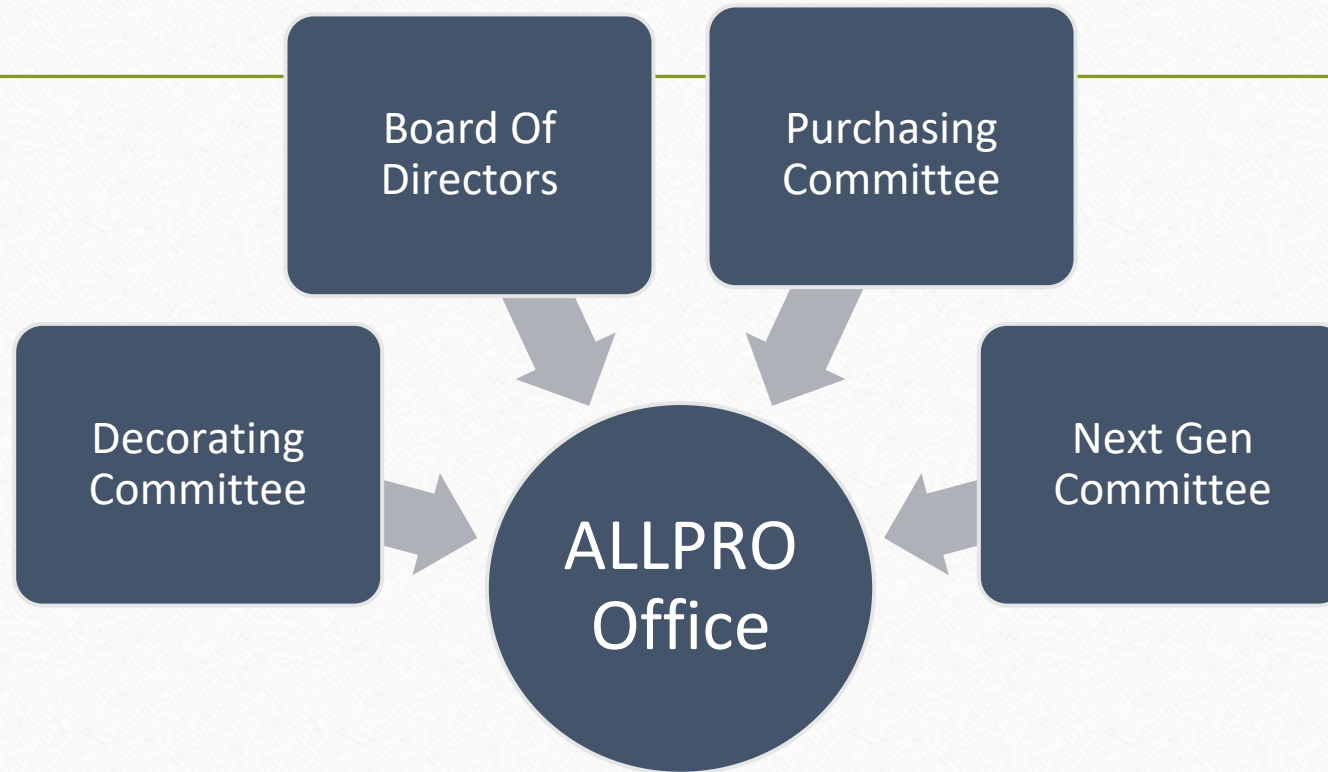 Board Of
Directors
Purchasing
Committee
Decorating
Committee
Next Gen
Committee
ALLPRO
Office